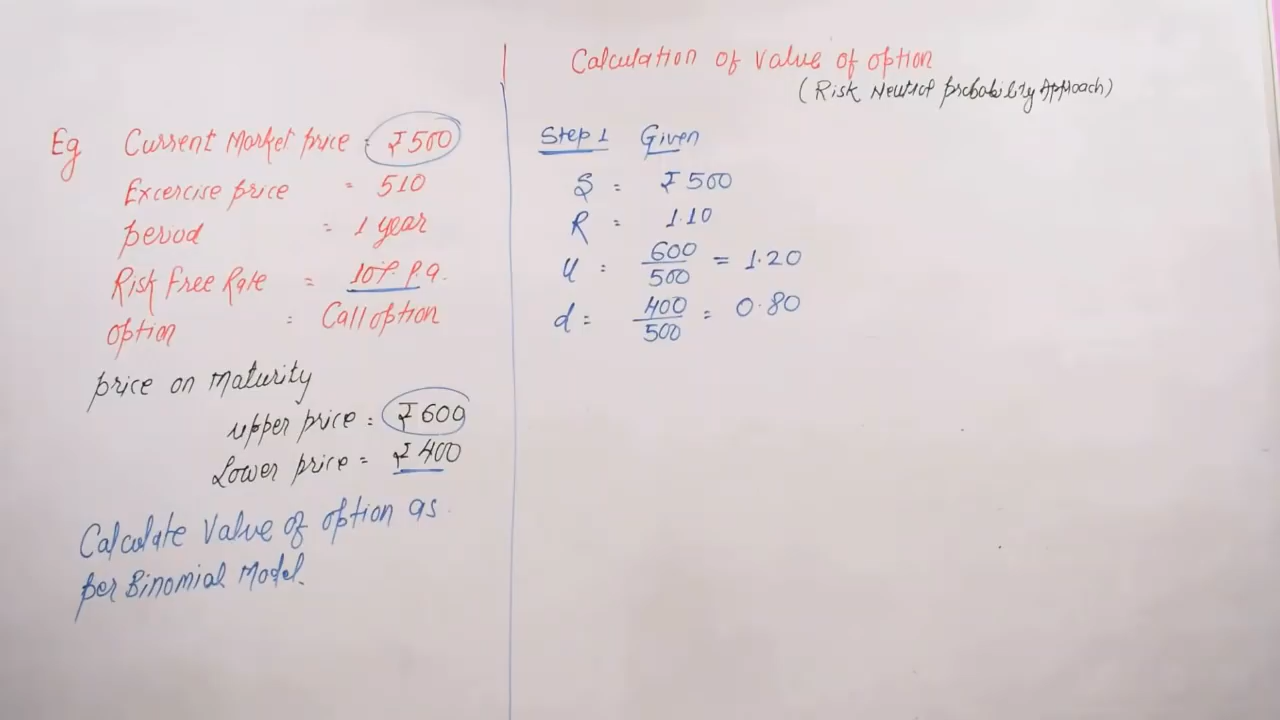 Eg Current Market price = ₹500
Excercise price = 510
period = 1 year
Risk Free Rate = 10% p.a.
option = Call option
price on Maturity
upper price = ₹600
Lower price = ₹400
Calculate Value of option as
per Binomial Model.
Calculation of Value of option
(Risk Neutral probability Approach)
Step 1 Given
S = ₹500
R = 1.10
U = 600/500 = 1.20
d = 400/500 = 0.80